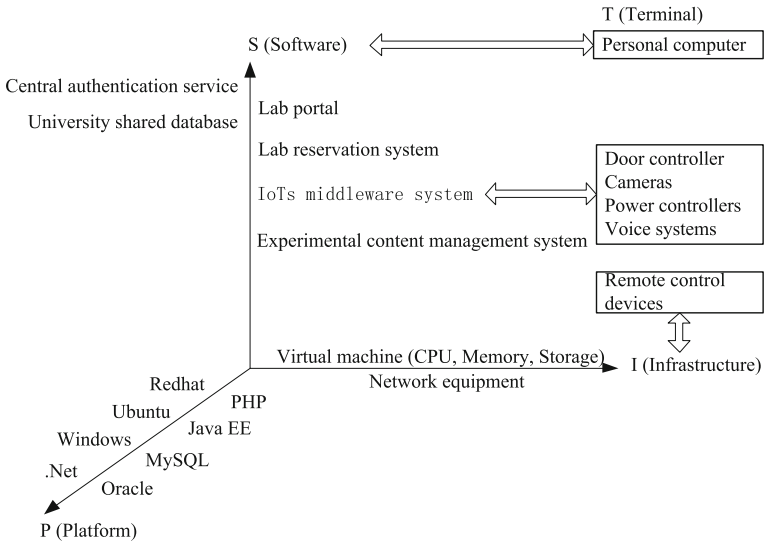 T (Terminal)
S (Software)
Personal computer
Central authentication service
University shared database
Lab portal
Lab reservation system
IoTs middleware system
Experimental content management system
Door controller
Cameras
Power controllers
Voice systems
Remote control
devices
Virtual machine (CPU, Memory, Storage)
Network equipment
I (Infrastructure)
Redhat
Ubuntu
Windows
.Net
PHP
Java EE
MySQL
Oracle
P (Platform)